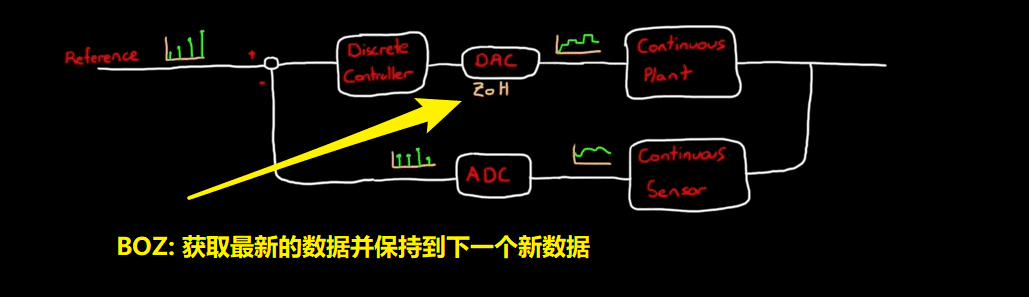 Reference
+
-
Discrete
Controller
DAC
ZoH
Continuous
Plant
ADC
Continuous
Sensor
BOZ: 获取最新的数据并保持到下一个新数据